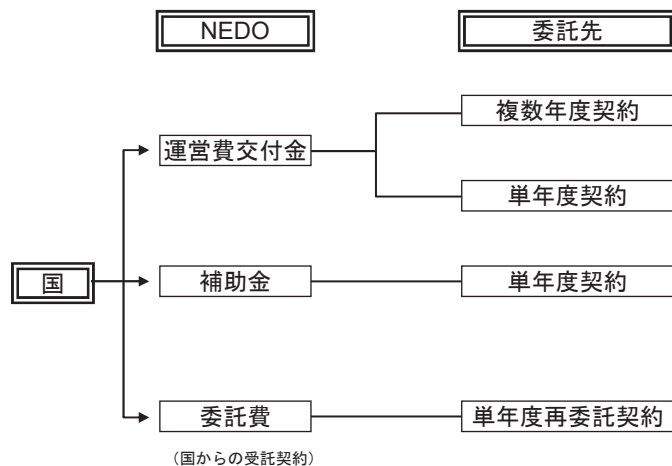 NEDO
委託先
複数年度契約
運営費交付金
単年度契約
国
補助金
単年度契約
委託費
単年度再委託契約
（国からの受託契約）